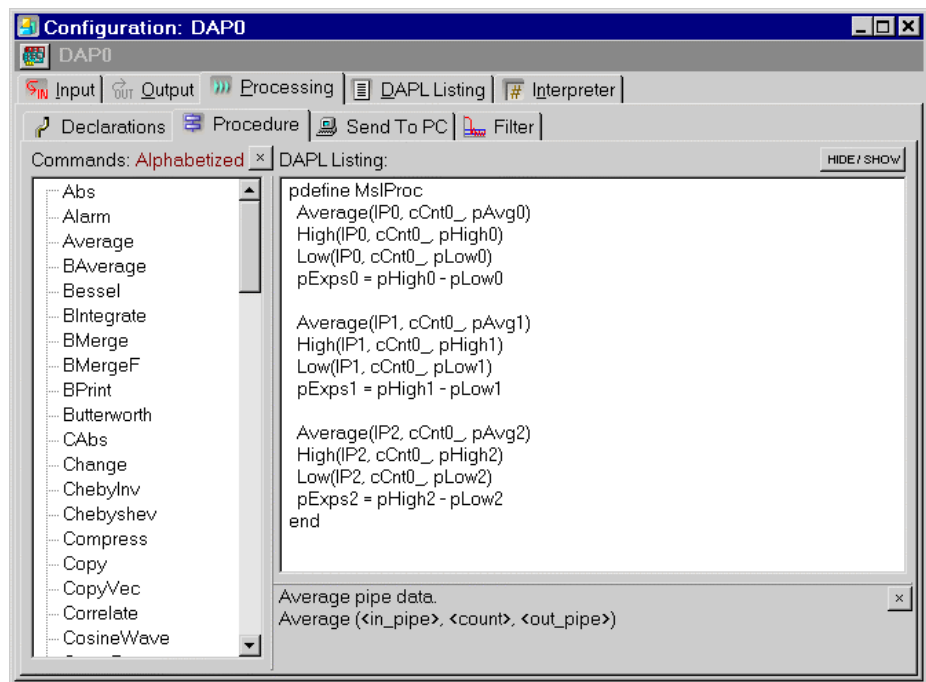 Configuration: DAP0
DAP0
IN Input OUT Output Processing DAPL Listing # Interpreter
Declarations Procedure Send To PC Filter
Commands: Alphabetized × DAPL Listing: HIDE / SHOW
Abs
Alarm
Average
BAverage
Bessel
BIntegrate
BMerge
BMergeF
BPrint
Butterworth
CAbs
Change
ChebyInv
Chebyshev
Compress
Copy
CopyVec
Correlate
CosineWave
pdefine MslProc
Average(IP0, cCnt0_, pAvg0)
High(IP0, cCnt0_, pHigh0)
Low(IP0, cCnt0_, pLow0)
pExps0 = pHigh0 - pLow0
Average(IP1, cCnt0_, pAvg1)
High(IP1, cCnt0_, pHigh1)
Low(IP1, cCnt0_, pLow1)
pExps1 = pHigh1 - pLow1
Average(IP2, cCnt0_, pAvg2)
High(IP2, cCnt0_, pHigh2)
Low(IP2, cCnt0_, pLow2)
pExps2 = pHigh2 - pLow2
end
Average pipe data. ×
Average (<in_pipe>, <count>, <out_pipe>)